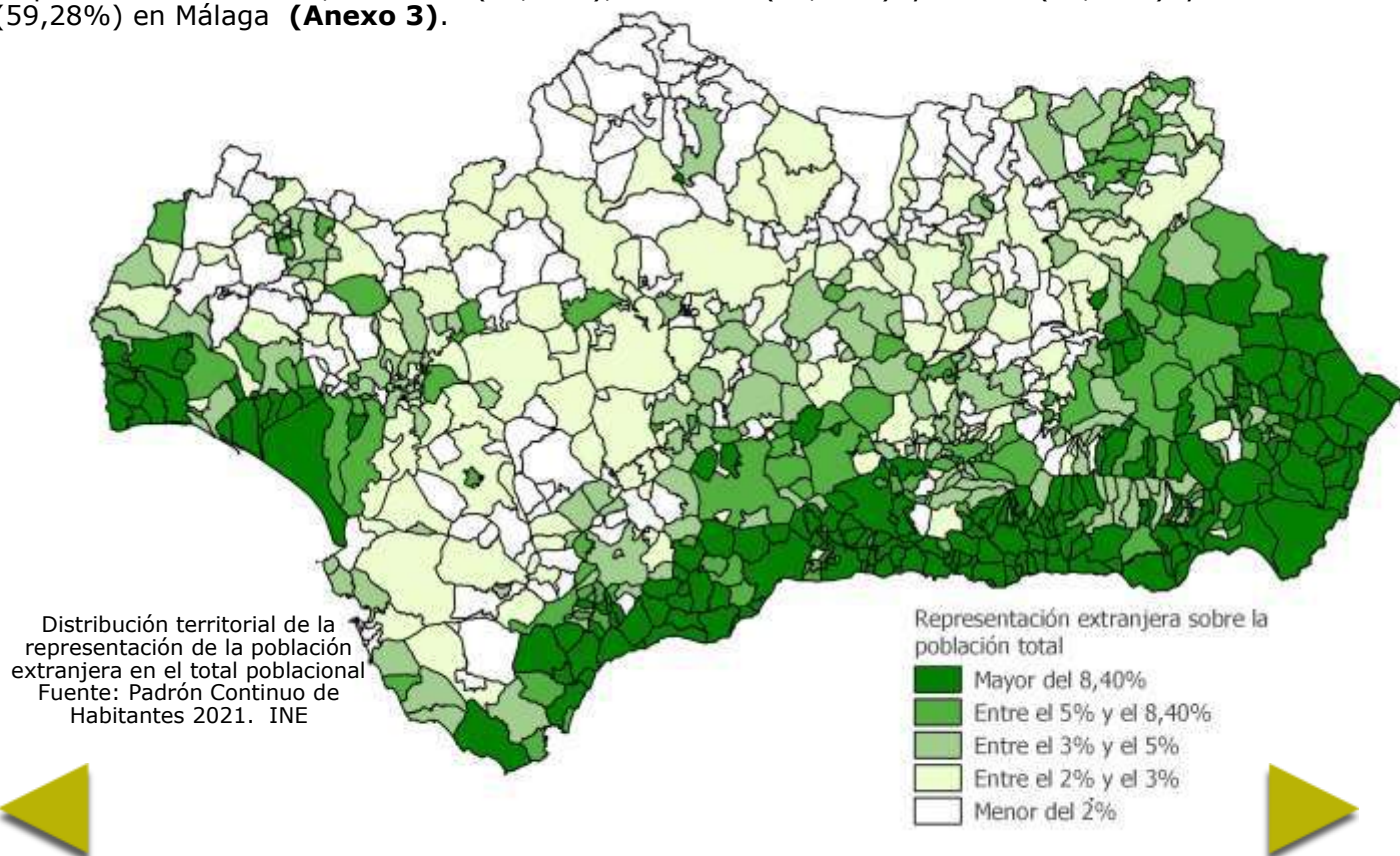 (59,28%) en Málaga (Anexo 3).
Distribución territorial de la
representación de la población
extranjera en el total poblacional
Fuente: Padrón Continuo de
Habitantes 2021. INE
Representación extranjera sobre la
población total
Mayor del 8,40%
Entre el 5% y el 8,40%
Entre el 3% y el 5%
Entre el 2% y el 3%
Menor del 2%